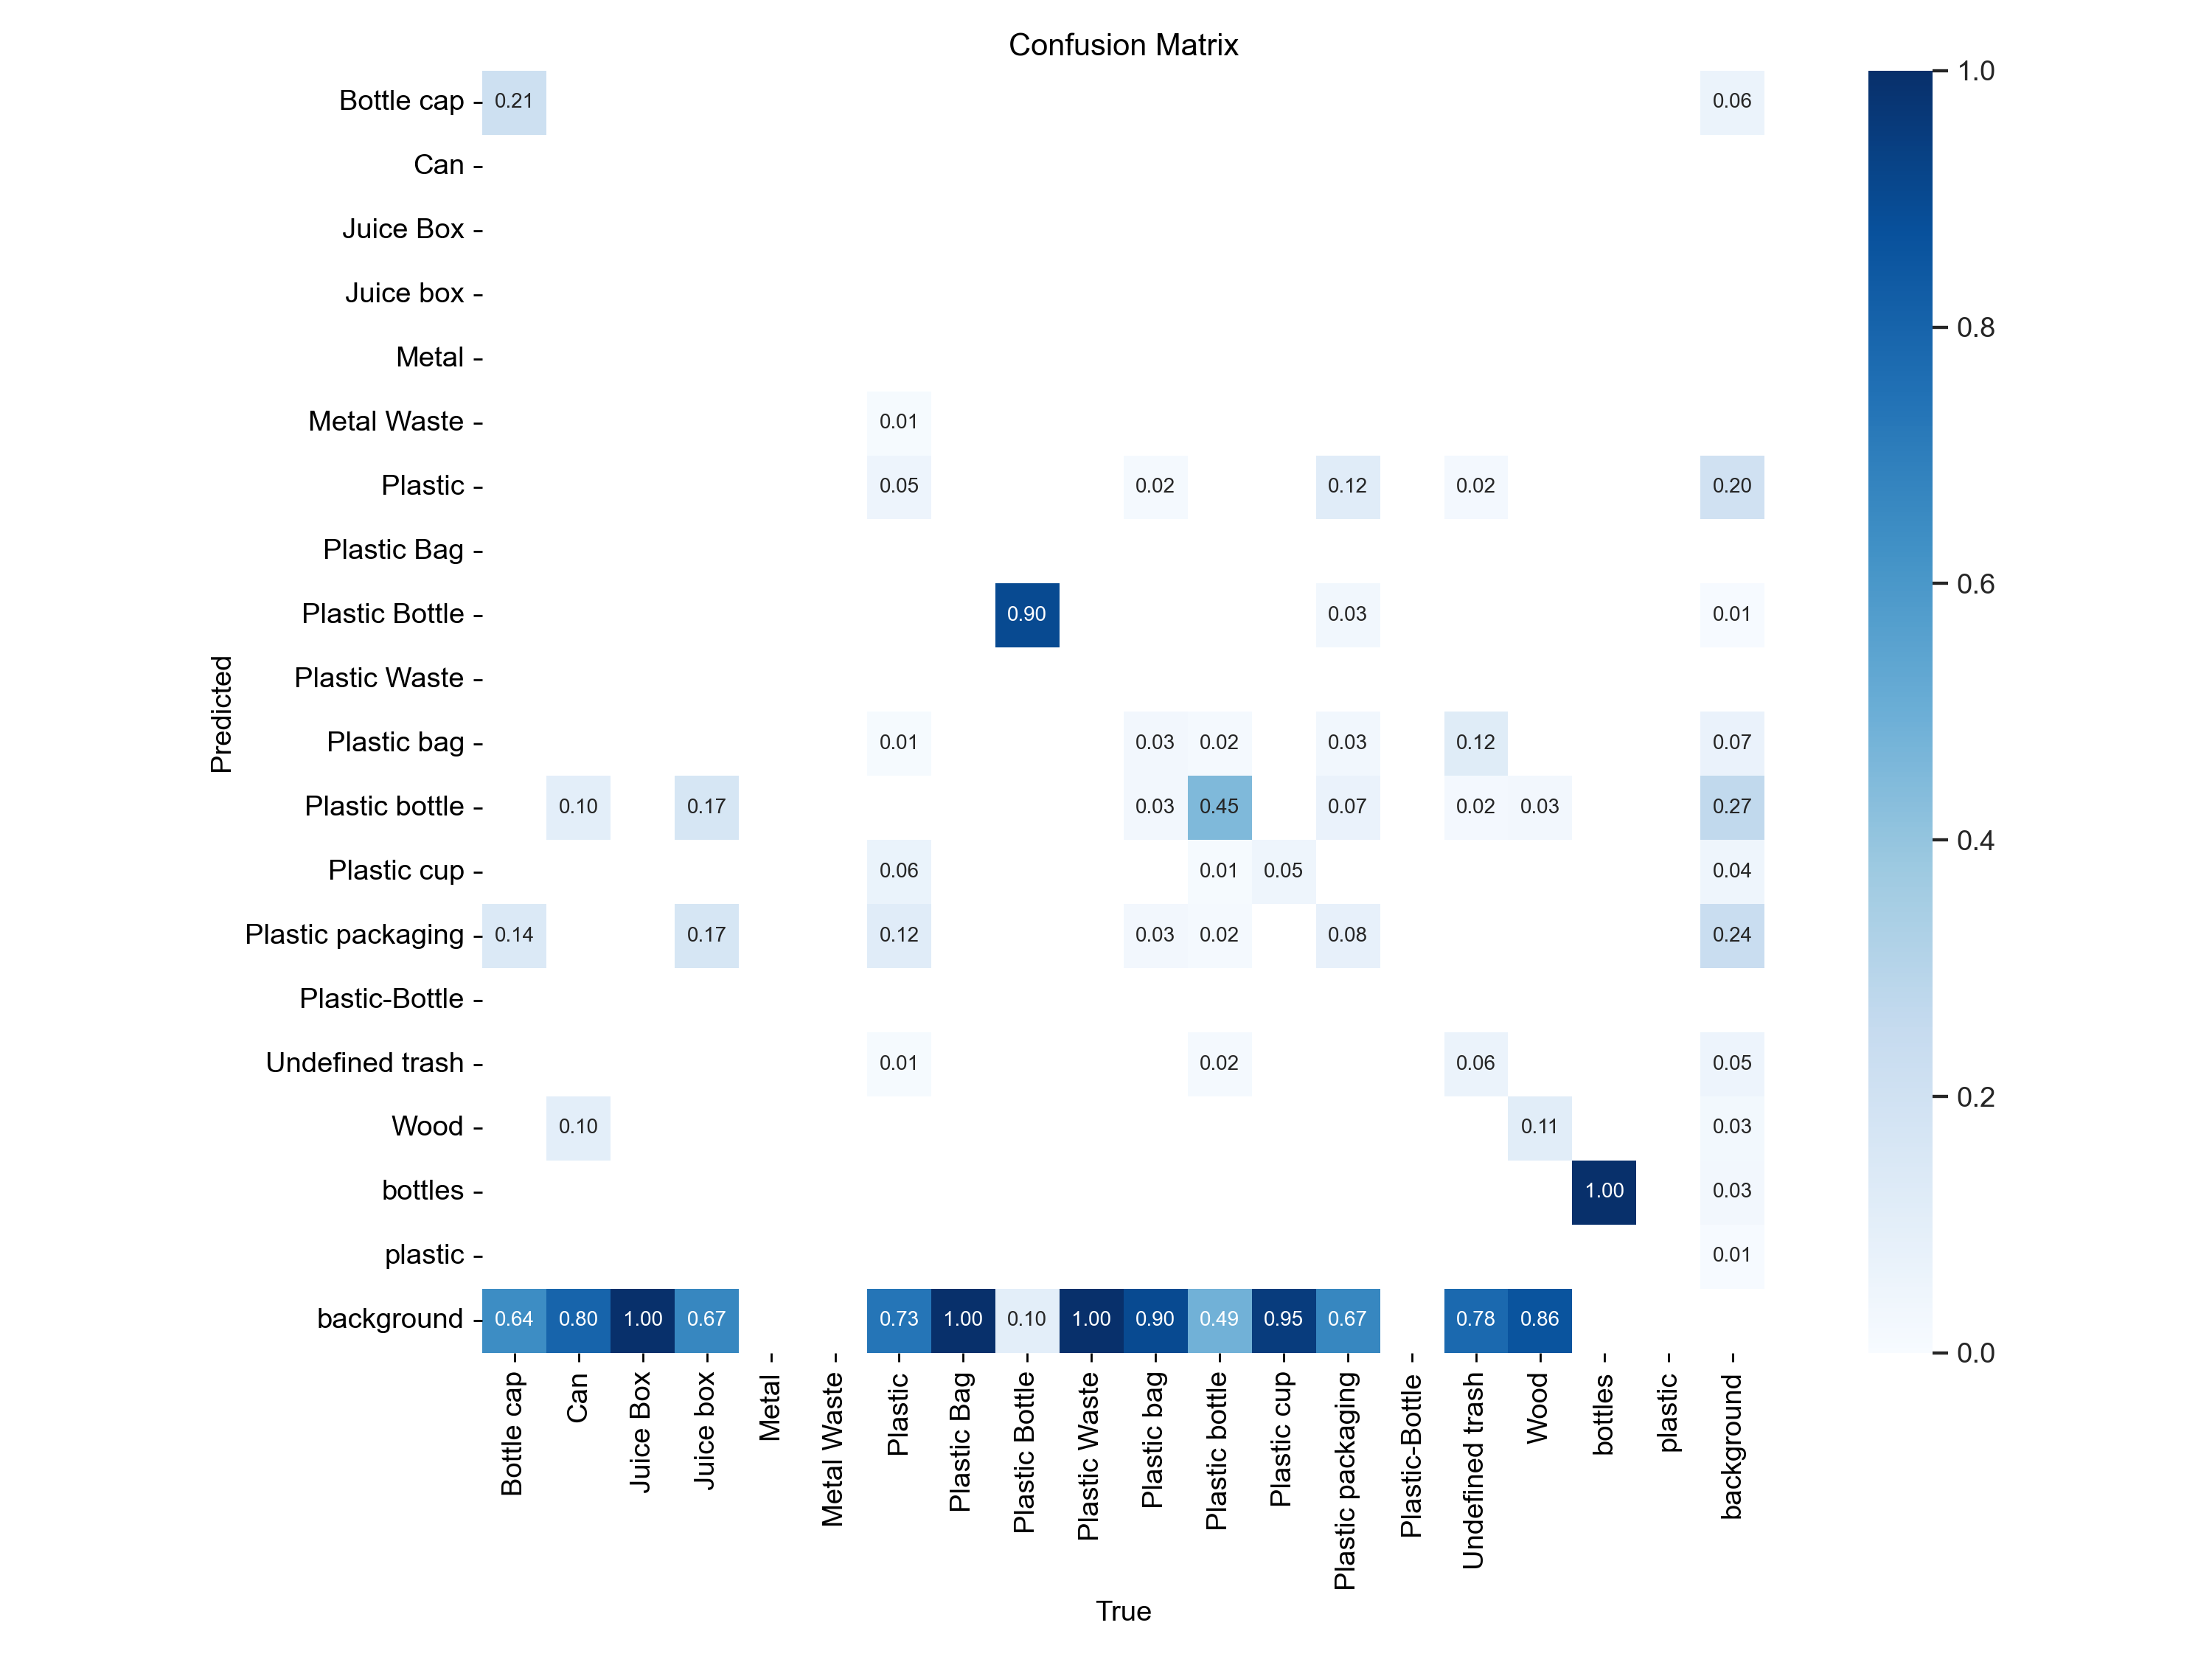 Confusion Matrix
Bottle cap 0.21 0.06 1.0
Can
Juice Box
Juice box 0.8
Metal
Metal Waste 0.01
Plastic 0.05 0.02 0.12 0.02 0.20
Plastic Bag
0.6
Plastic Bottle 0.90 0.03 0.01
Plastic Waste
Predicted
Plastic bag 0.01 0.03 0.02 0.03 0.12 0.07
Plastic bottle 0.10 0.17 0.03 0.45 0.07 0.02 0.03 0.27
0.4
Plastic cup 0.06 0.01 0.05 0.04
Plastic packaging 0.14 0.17 0.12 0.03 0.02 0.08 0.24
Plastic-Bottle
Undefined trash 0.01 0.02 0.06 0.05
0.2
Wood 0.10 0.11 0.03
bottles 1.00 0.03
plastic 0.01
background 0.64 0.80 1.00 0.67 0.73 1.00 0.10 1.00 0.90 0.49 0.95 0.67 0.78 0.86
0.0
Bottle cap
Can
Juice Box
Juice box
Metal
Metal Waste
Plastic
Plastic Bag
Plastic Bottle
Plastic Waste
Plastic bag
Plastic bottle
Plastic cup
Plastic packaging
Plastic-Bottle
Undefined trash
Wood
bottles
plastic
background
True